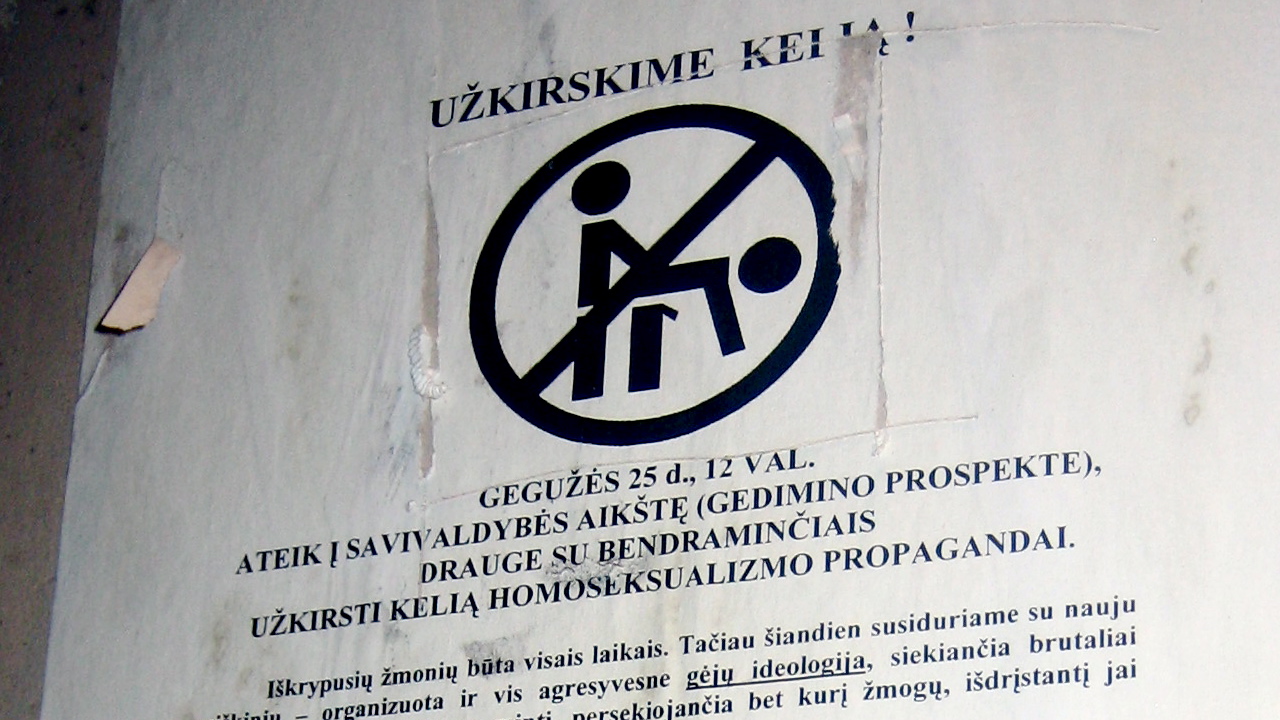 UŽKIRSKIME KELIĄ!
GEGUŽĖS 25 d., 12 VAL.
ATEIK Į SAVIVALDYBĖS AIKŠTĘ (GEDIMINO PROSPEKTE),
DRAUGE SU BENDRAMINČIAIS
UŽKIRSTI KELIĄ HOMOSEKSUALIZMO PROPAGANDAI.
Iškrypusių žmonių būta visais laikais. Tačiau šiandien susiduriame su nauju
– organizuota ir vis agresyvesne gėjų ideologija, siekiančia brutaliai
persekiojančia bet kurį žmogų, išdrįstantį jai